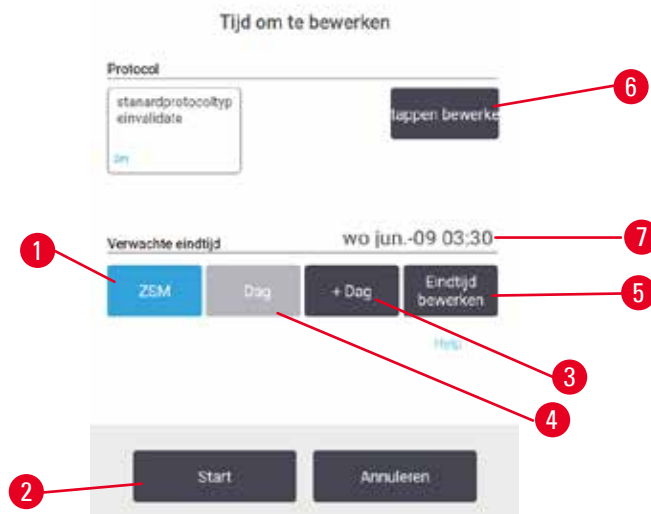 Tijd om te bewerken
Protocol
stanardprotocoltyp
einvalidate
tappen bewerke
6
Verwachte eindtijd
wo jun.-09 03:30
7
1
ZSM
Dag
+ Dag
Eindtijd
bewerken
5
Help
3
4
Start
Annuleren
2